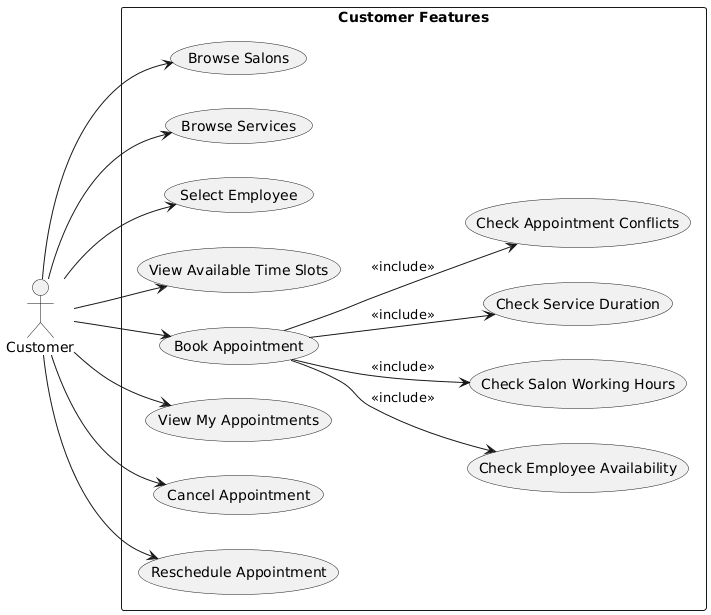 Customer Features
Browse Salons
Browse Services
Select Employee
View Available Time Slots
Book Appointment
View My Appointments
Cancel Appointment
Reschedule Appointment
Customer
«include»
«include»
«include»
«include»
Check Appointment Conflicts
Check Service Duration
Check Salon Working Hours
Check Employee Availability